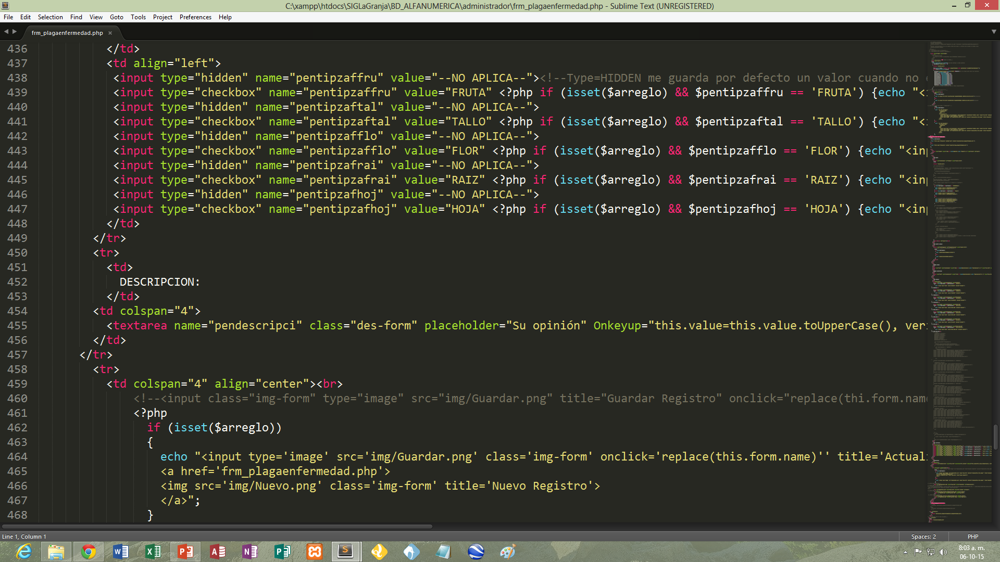 C:\xampp\htdocs\SIGLaGranja\BD_ALFANUMERICA\administrador\frm_plagaenfermedad.php - Sublime Text (UNREGISTERED)
File Edit Selection Find View Goto Tools Project Preferences Help
frm_plagaenfermedad.php ×
436 </td>
437 <td align="left">
438 <input type="hidden" name="pentipzaffru" value="--NO APLICA--"><!--Type=HIDDEN me guarda por defecto un valor cuando no
439 <input type="checkbox" name="pentipzaffru" value="FRUTA" <?php if (isset($arreglo) && $pentipzaffru == 'FRUTA') {echo "<
440 <input type="hidden" name="pentipzaftal" value="--NO APLICA--">
441 <input type="checkbox" name="pentipzaftal" value="TALLO" <?php if (isset($arreglo) && $pentipzaftal == 'TALLO') {echo "<
442 <input type="hidden" name="pentipzafflo" value="--NO APLICA--">
443 <input type="checkbox" name="pentipzafflo" value="FLOR" <?php if (isset($arreglo) && $pentipzafflo == 'FLOR') {echo "<in
444 <input type="hidden" name="pentipzafrai" value="--NO APLICA--">
445 <input type="checkbox" name="pentipzafrai" value="RAIZ" <?php if (isset($arreglo) && $pentipzafrai == 'RAIZ') {echo "<in
446 <input type="hidden" name="pentipzafhoj" value="--NO APLICA--">
447 <input type="checkbox" name="pentipzafhoj" value="HOJA" <?php if (isset($arreglo) && $pentipzafhoj == 'HOJA') {echo "<in
448 </td>
449 </tr>
450 <tr>
451 <td>
452 DESCRIPCION:
453 </td>
454 <td colspan="4">
455 <textarea name="pendescripci" class="des-form" placeholder="Su opinión" Onkeyup="this.value=this.value.toUpperCase(), ver
456 </td>
457 </tr>
458 <tr>
459 <td colspan="4" align="center"><br>
460 <!--<input class="img-form" type="image" src="img/Guardar.png" title="Guardar Registro" onclick="replace(thi.form.nam
461 <?php
462 if (isset($arreglo))
463 {
464 echo "<input type='image' src='img/Guardar.png' class='img-form' onclick='replace(this.form.name)'' title='Actual
465 <a href='frm_plagaenfermedad.php'>
466 <img src='img/Nuevo.png' class='img-form' title='Nuevo Registro'>
467 </a>";
468 }
Line 1, Column 1 Spaces: 2 PHP
8:03 a. m.
06-10-15